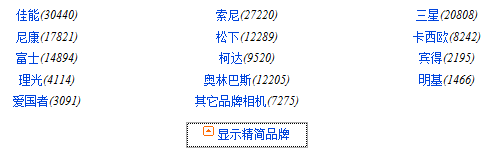 佳能(30440) 索尼(27220) 三星(20808)
尼康(17821) 松下(12289) 卡西欧(8242)
富士(14894) 柯达(9520) 宾得(2195)
理光(4114) 奥林巴斯(12205) 明基(1466)
爱国者(3091) 其它品牌相机(7275)
显示精简品牌